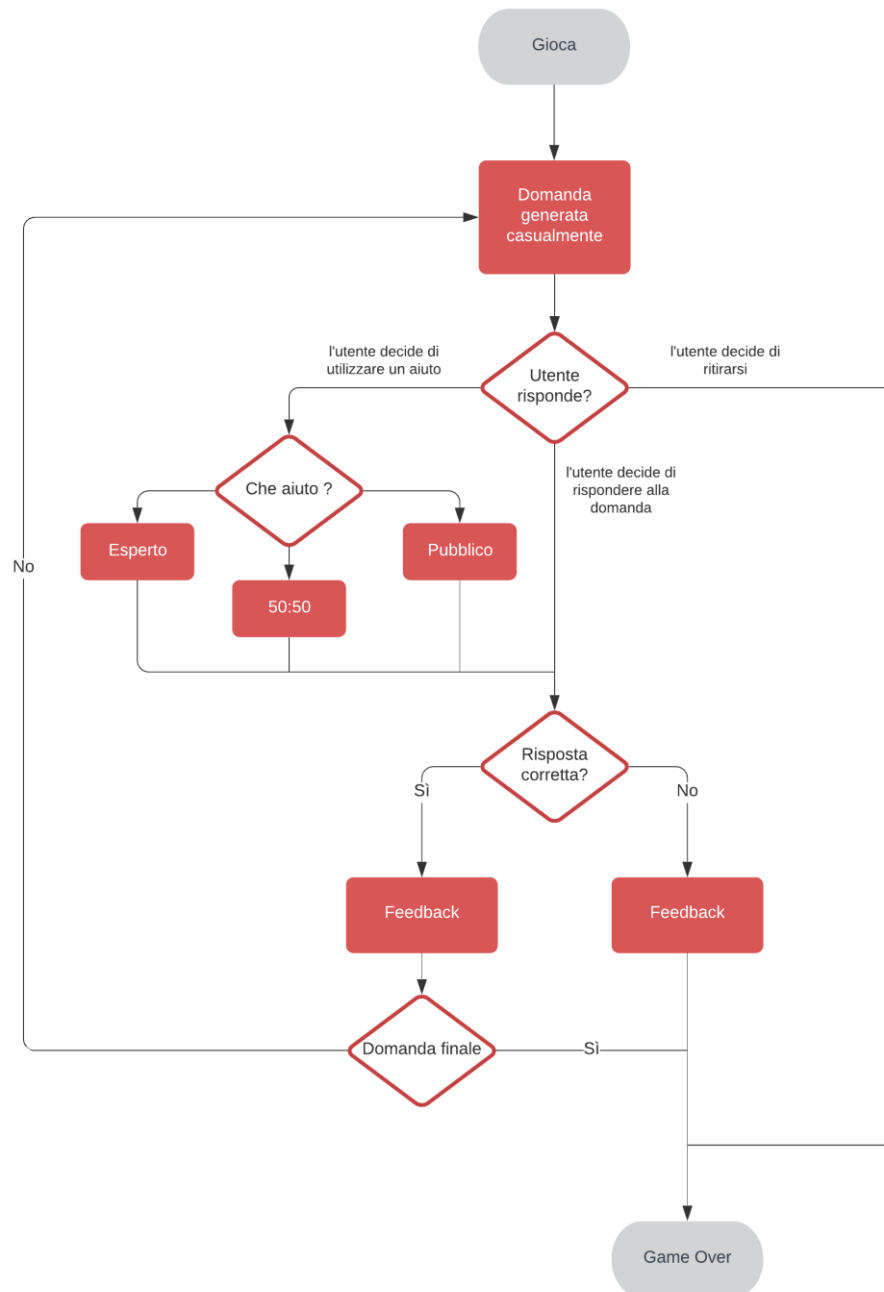 Gioca
Domanda
generata
casualmente
l'utente decide di
utilizzare un aiuto
Utente
risponde?
l'utente decide di
ritirarsi
l'utente decide di
rispondere alla
domanda
Che aiuto ?
Esperto
Pubblico
50:50
No
Risposta
corretta?
Sì
No
Feedback
Feedback
Domanda finale
Sì
Game Over